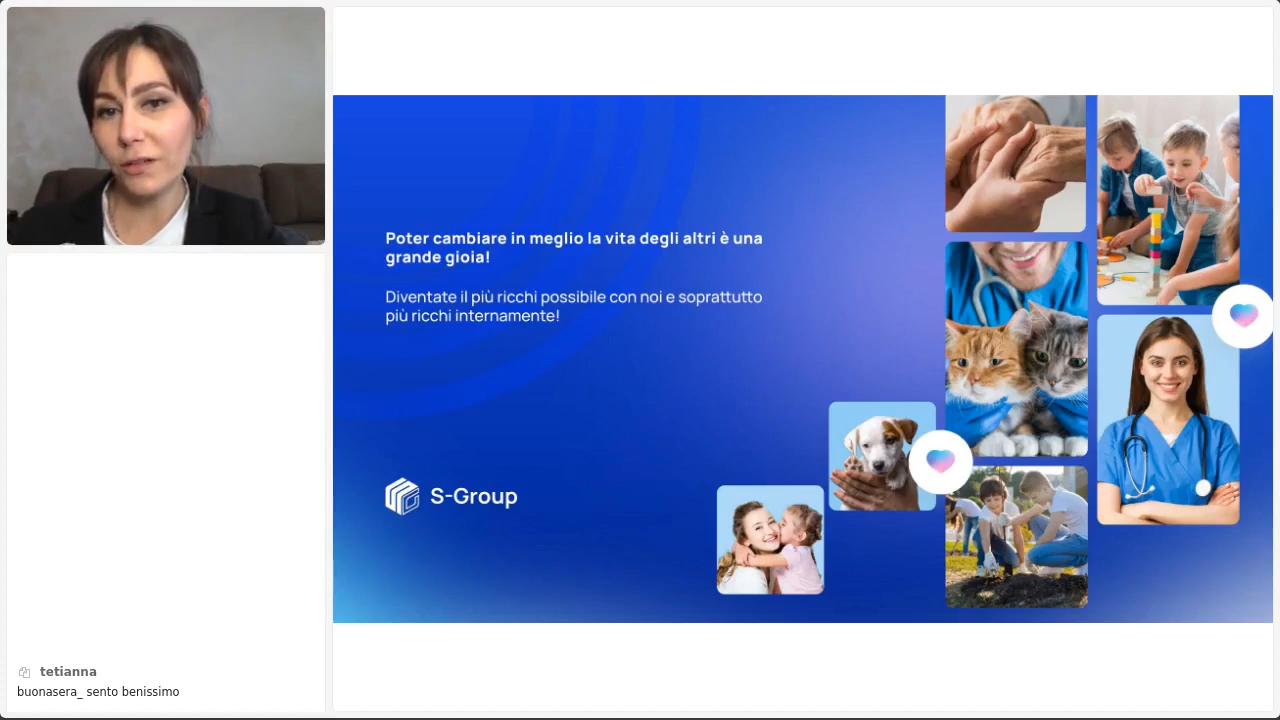 Poter cambiare in meglio la vita degli altri è una
grande gioia!
Diventate il più ricchi possibile con noi e soprattutto
più ricchi internamente!
S-Group
tetianna
buonasera_ sento benissimo